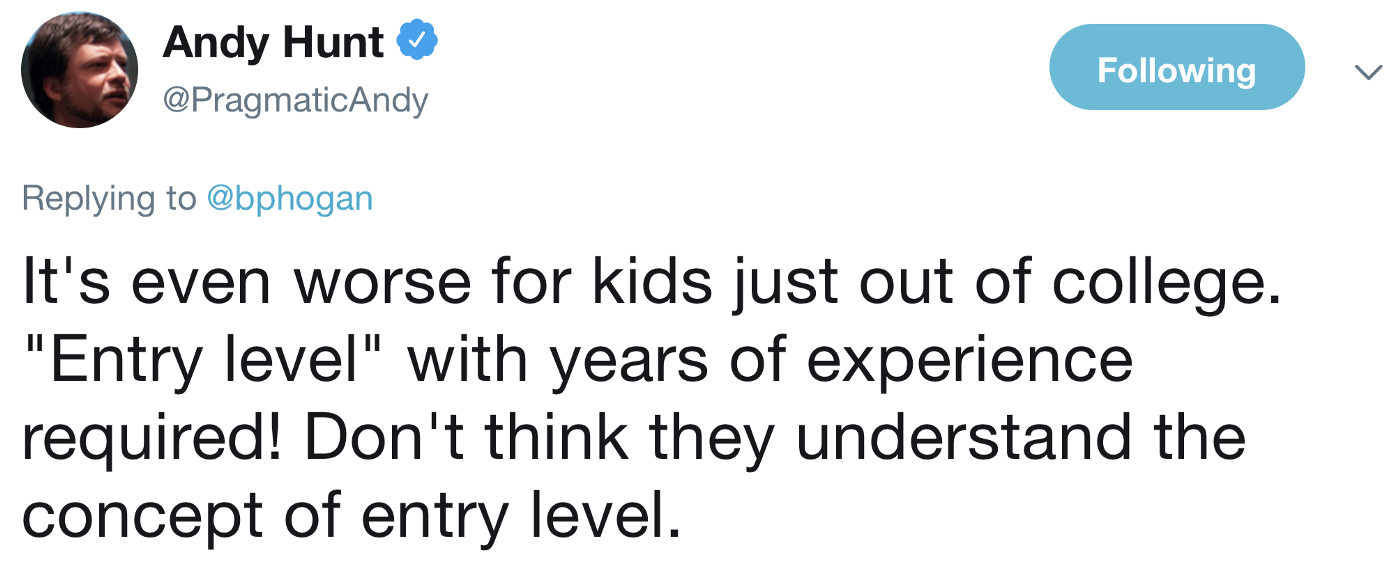 Andy Hunt
@PragmaticAndy
Following
Replying to @bphogan
It's even worse for kids just out of college.
"Entry level" with years of experience
required! Don't think they understand the
concept of entry level.